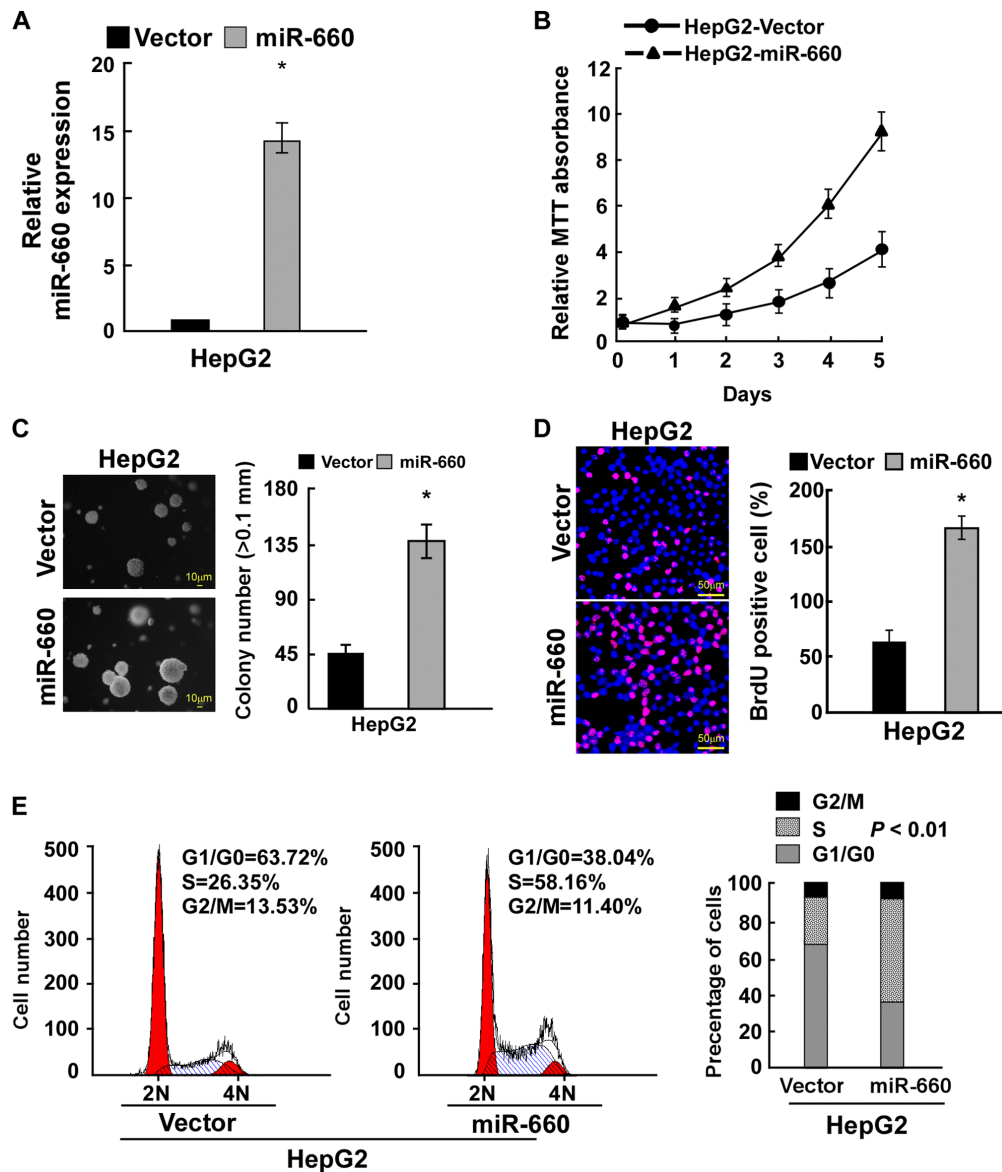 A
Vector miR-660
Relative
miR-660 expression
20
15
10
5
0
*
HepG2
B
HepG2-Vector
HepG2-miR-660
Relative MTT absorbance
12
10
8
6
4
2
0
0 1 2 3 4 5
Days
C
HepG2
Vector
10μm
miR-660
10μm
Vector miR-660
Colony number (>0.1 mm)
180
135
90
45
0
*
HepG2
D
HepG2
Vector
50μm
miR-660
50μm
Vector miR-660
BrdU positive cell (%)
200
150
100
50
0
*
HepG2
E
Cell number
500
400
300
200
100
0
G1/G0=63.72%
S=26.35%
G2/M=13.53%
2N 4N
Vector
Cell number
500
400
300
200
100
0
G1/G0=38.04%
S=58.16%
G2/M=11.40%
2N 4N
miR-660
HepG2
G2/M
S P < 0.01
G1/G0
Precentage of cells
100
80
60
40
20
0
Vector miR-660
HepG2